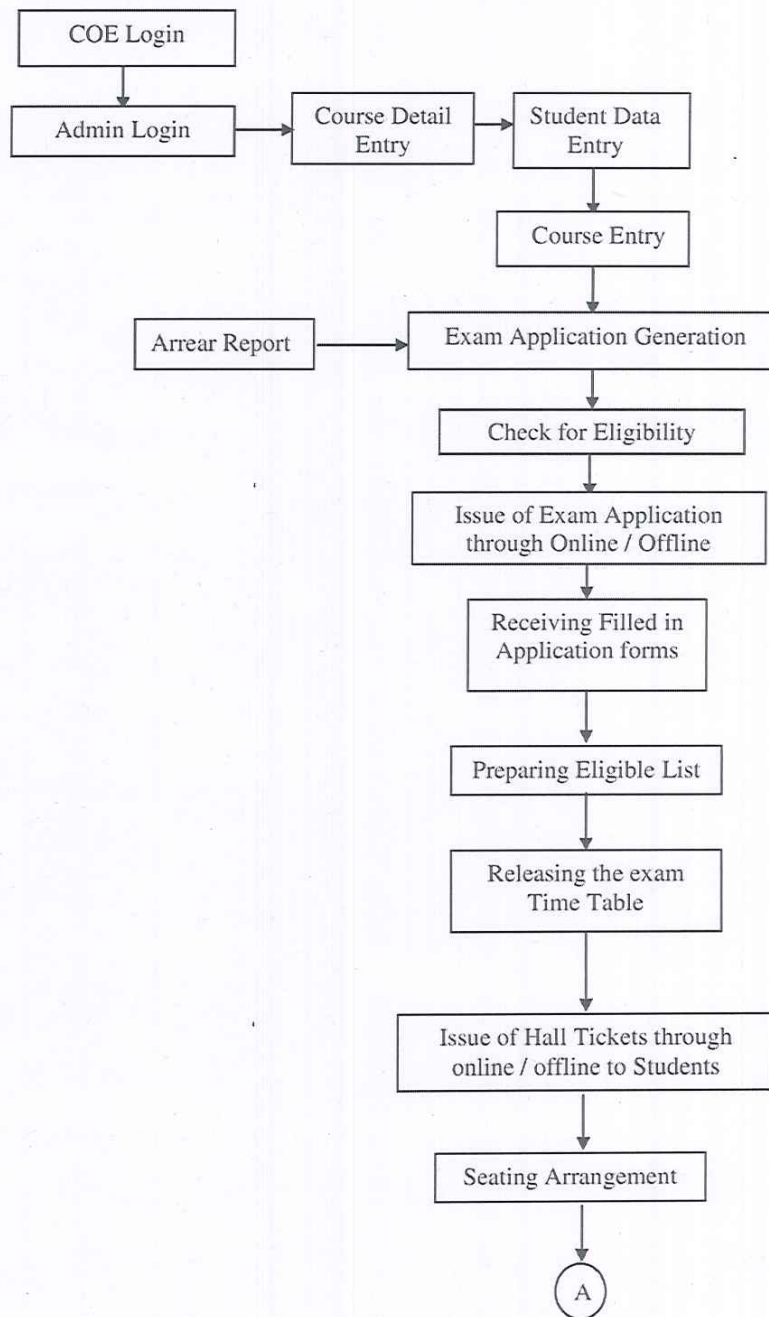 COE Login
Admin Login
Course Detail
Entry
Student Data
Entry
Course Entry
Arrear Report
Exam Application Generation
Check for Eligibility
Issue of Exam Application
through Online / Offline
Receiving Filled in
Application forms
Preparing Eligible List
Releasing the exam
Time Table
Issue of Hall Tickets through
online / offline to Students
Seating Arrangement
A